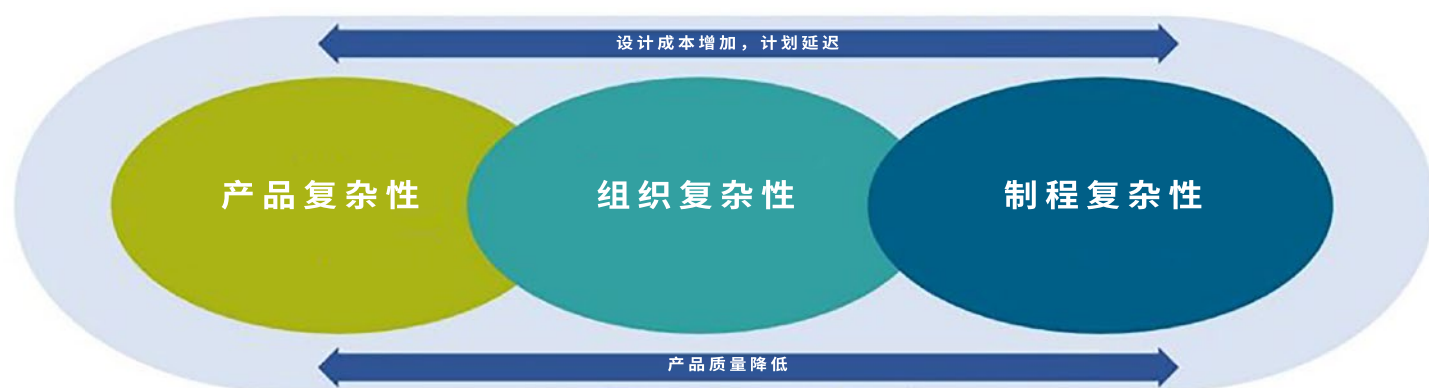 设计成本增加，计划延迟
产品复杂性
组织复杂性
制程复杂性
产品质量降低